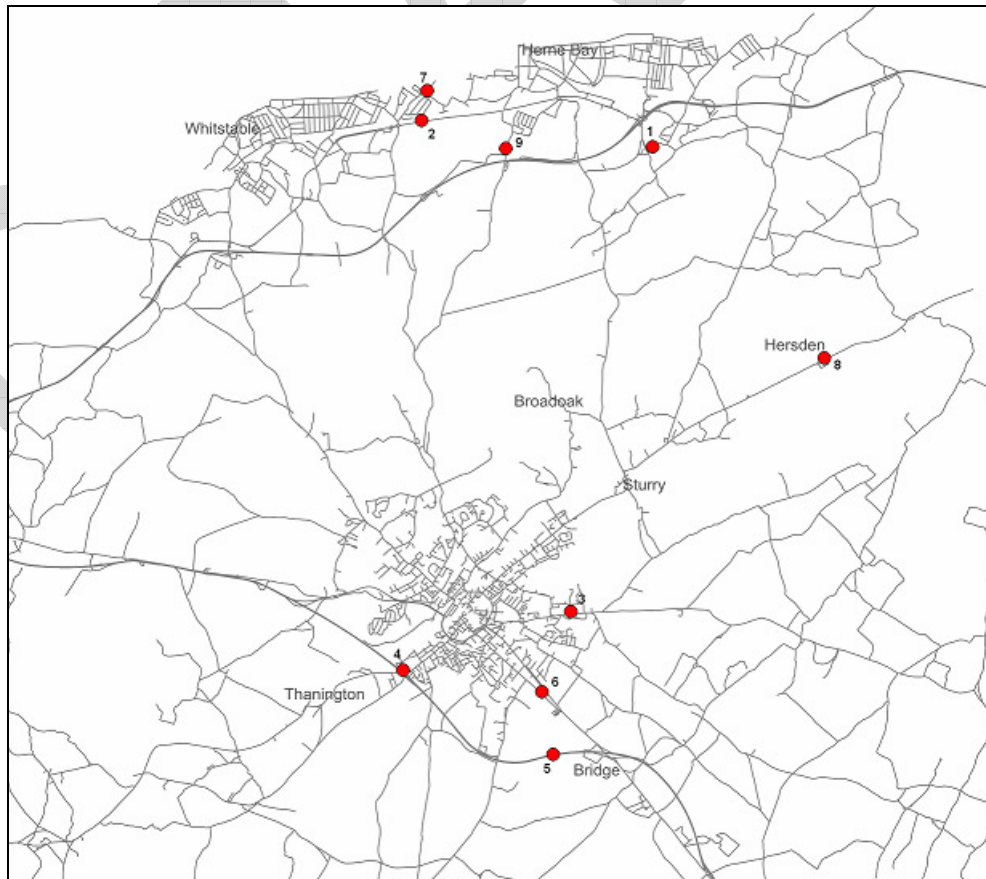 Herne Bay
7
Whitstable
2
9
1
Hersden
8
Broadoak
Sturry
3
4
Thanington
6
5
Bridge